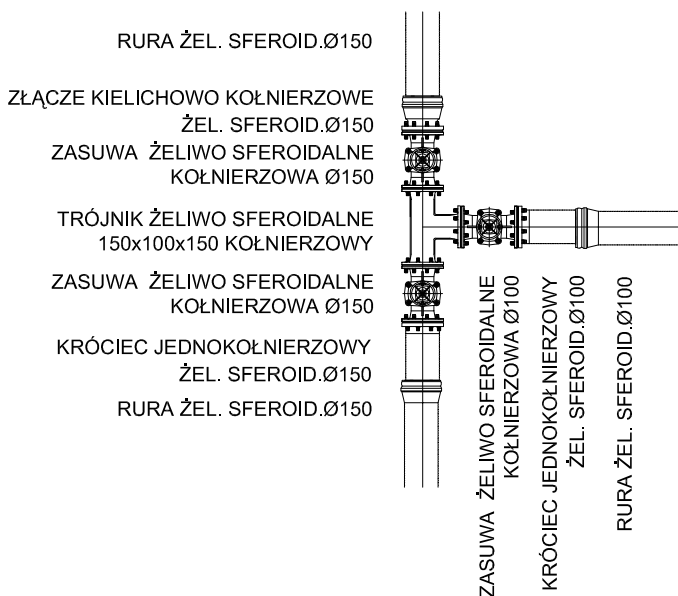 RURA ŻEL. SFEROID.Ø150
ZŁĄCZE KIELICHOWO KOŁNIERZOWE
ŻEL. SFEROID.Ø150
ZASUWA ŻELIWO SFEROIDALNE
KOŁNIERZOWA Ø150
TRÓJNIK ŻELIWO SFEROIDALNE
150x100x150 KOŁNIERZOWY
ZASUWA ŻELIWO SFEROIDALNE
KOŁNIERZOWA Ø150
KRÓCIEC JEDNOKOŁNIERZOWY
ŻEL. SFEROID.Ø150
RURA ŻEL. SFEROID.Ø150
ZASUWA ŻELIWO SFEROIDALNE
KOŁNIERZOWA Ø100
KRÓCIEC JEDNOKOŁNIERZOWY
ŻEL. SFEROID.Ø100
RURA ŻEL. SFEROID.Ø100